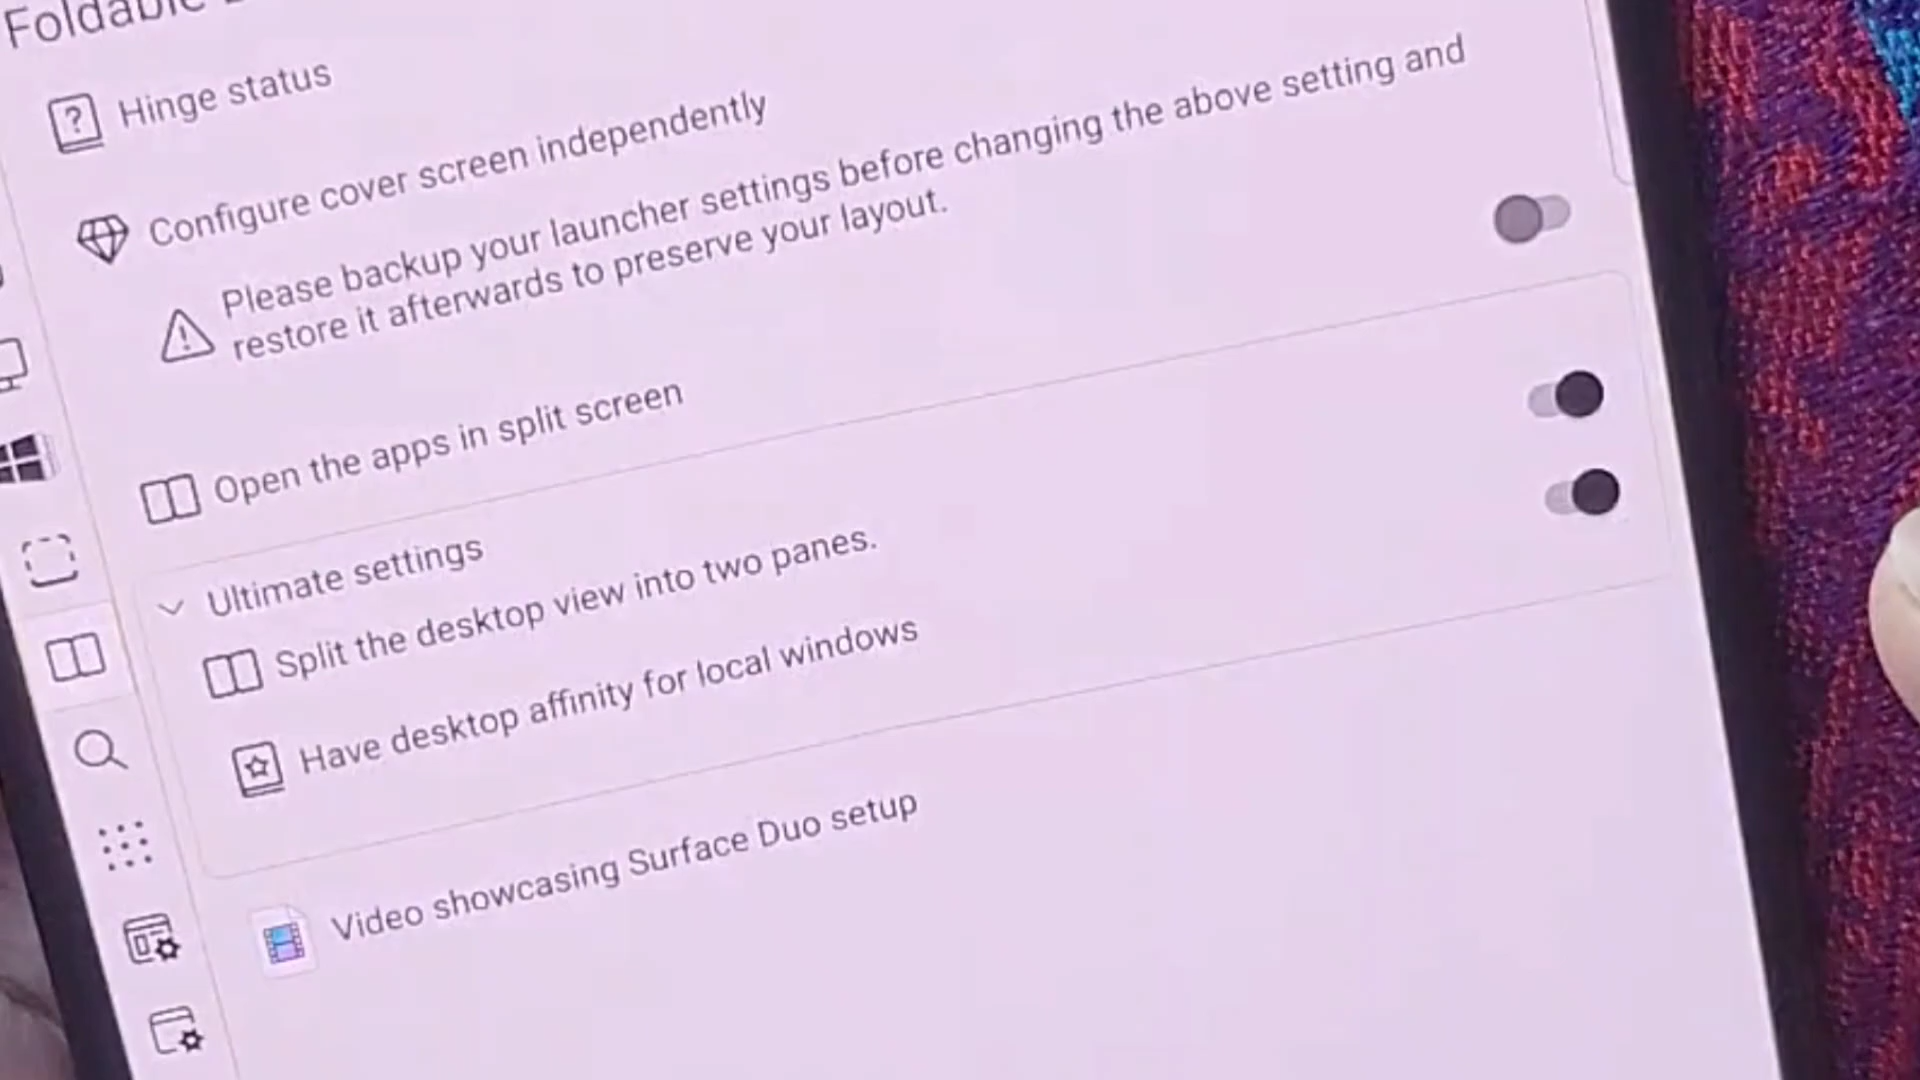 Foldable
Hinge status
Configure cover screen independently
Please backup your launcher settings before changing the above setting and
restore it afterwards to preserve your layout.
Open the apps in split screen
Ultimate settings
Split the desktop view into two panes.
Have desktop affinity for local windows
Video showcasing Surface Duo setup